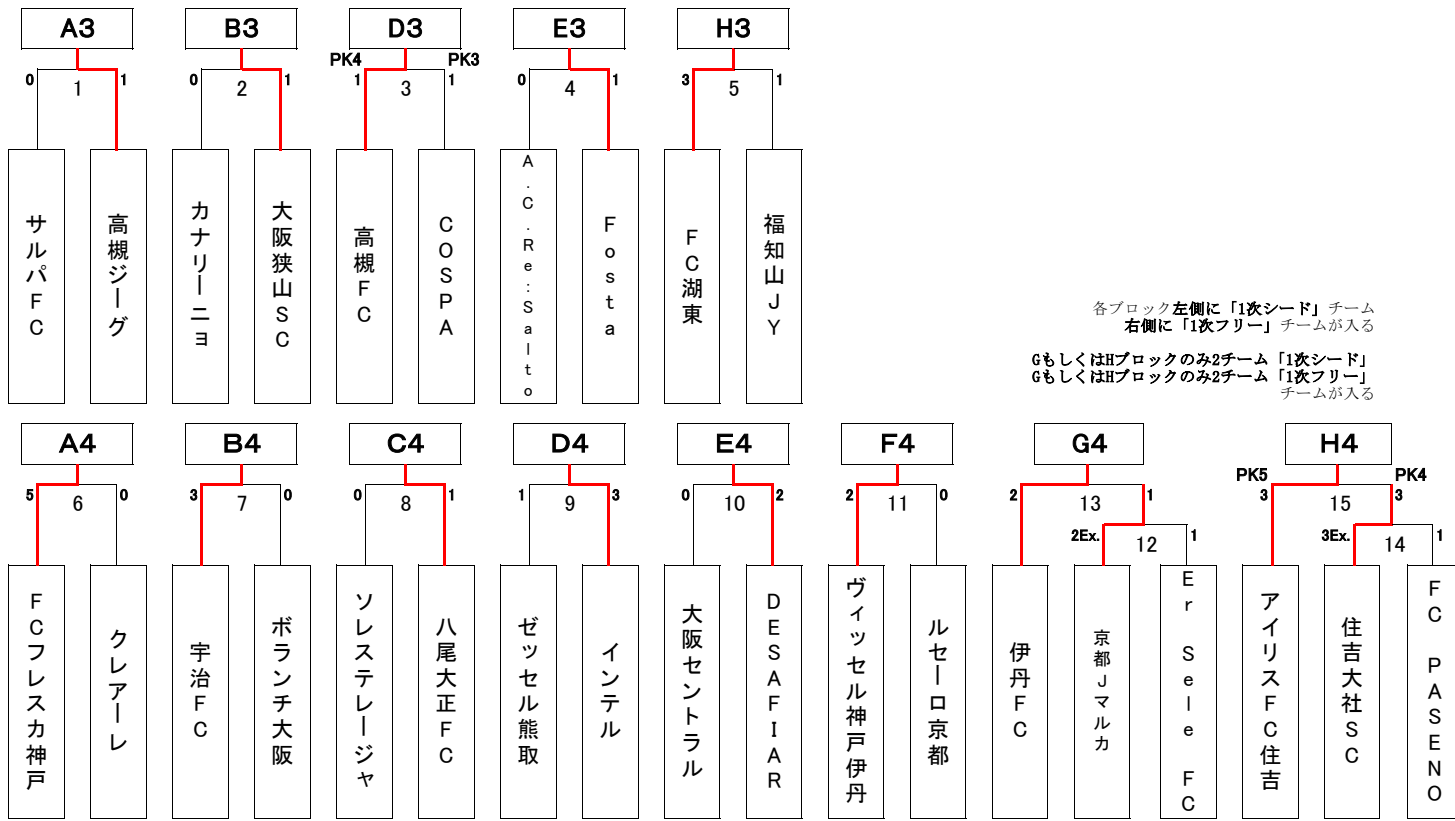 A3
B3
D3
E3
H3
PK4
PK3
0
1
1
0
2
1
1
3
1
0
4
1
3
5
1
サルパFC
高槻ジーグ
カナリーニョ
大阪狭山SC
高槻FC
COSPA
A.C.Re:Salto
Fosta
FC湖東
福知山JY
各ブロック左側に「1次シード」チーム
右側に「1次フリー」チームが入る
GもしくはHブロックのみ2チーム「1次シード」
GもしくはHブロックのみ2チーム「1次フリー」
チームが入る
A4
B4
C4
D4
E4
F4
G4
H4
PK5
PK4
5
6
0
3
7
0
0
8
1
1
9
3
0
10
2
2
11
0
2
13
1
3
15
3
2Ex.
12
1
3Ex.
14
1
FCフレスカ神戸
クレアーレ
宇治FC
ボランチ大阪
ソレステレージャ
八尾大正FC
ゼッセル熊取
インテル
大阪セントラル
DESAFIAR
ヴィッセル神戸伊丹
ルセーロ京都
伊丹FC
京都Jマルカ
Er Sele FC
アイリスFC住吉
住吉大社SC
FC PASENO